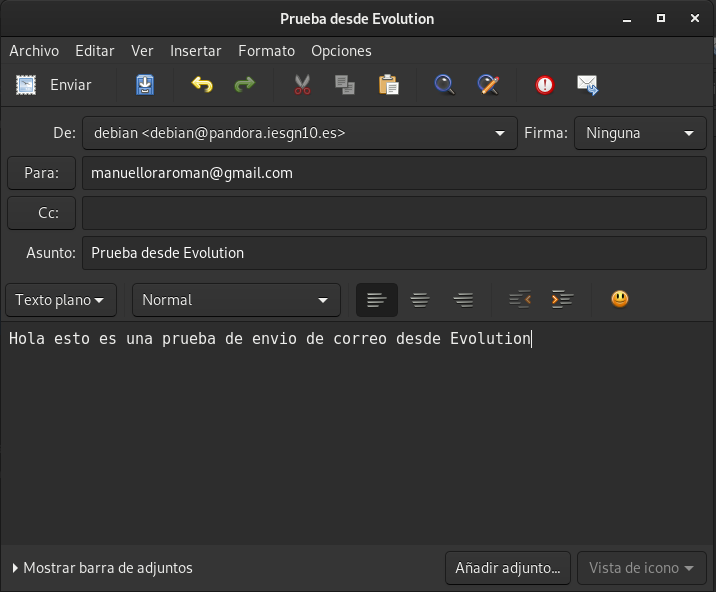 Prueba desde Evolution
Archivo Editar Ver Insertar Formato Opciones
Enviar
De: debian <debian@pandora.iesgn10.es> Firma: Ninguna
Para: manuelloraroman@gmail.com
Cc:
Asunto: Prueba desde Evolution
Texto plano Normal
Hola esto es una prueba de envio de correo desde Evolution
Mostrar barra de adjuntos Añadir adjunto... Vista de icono